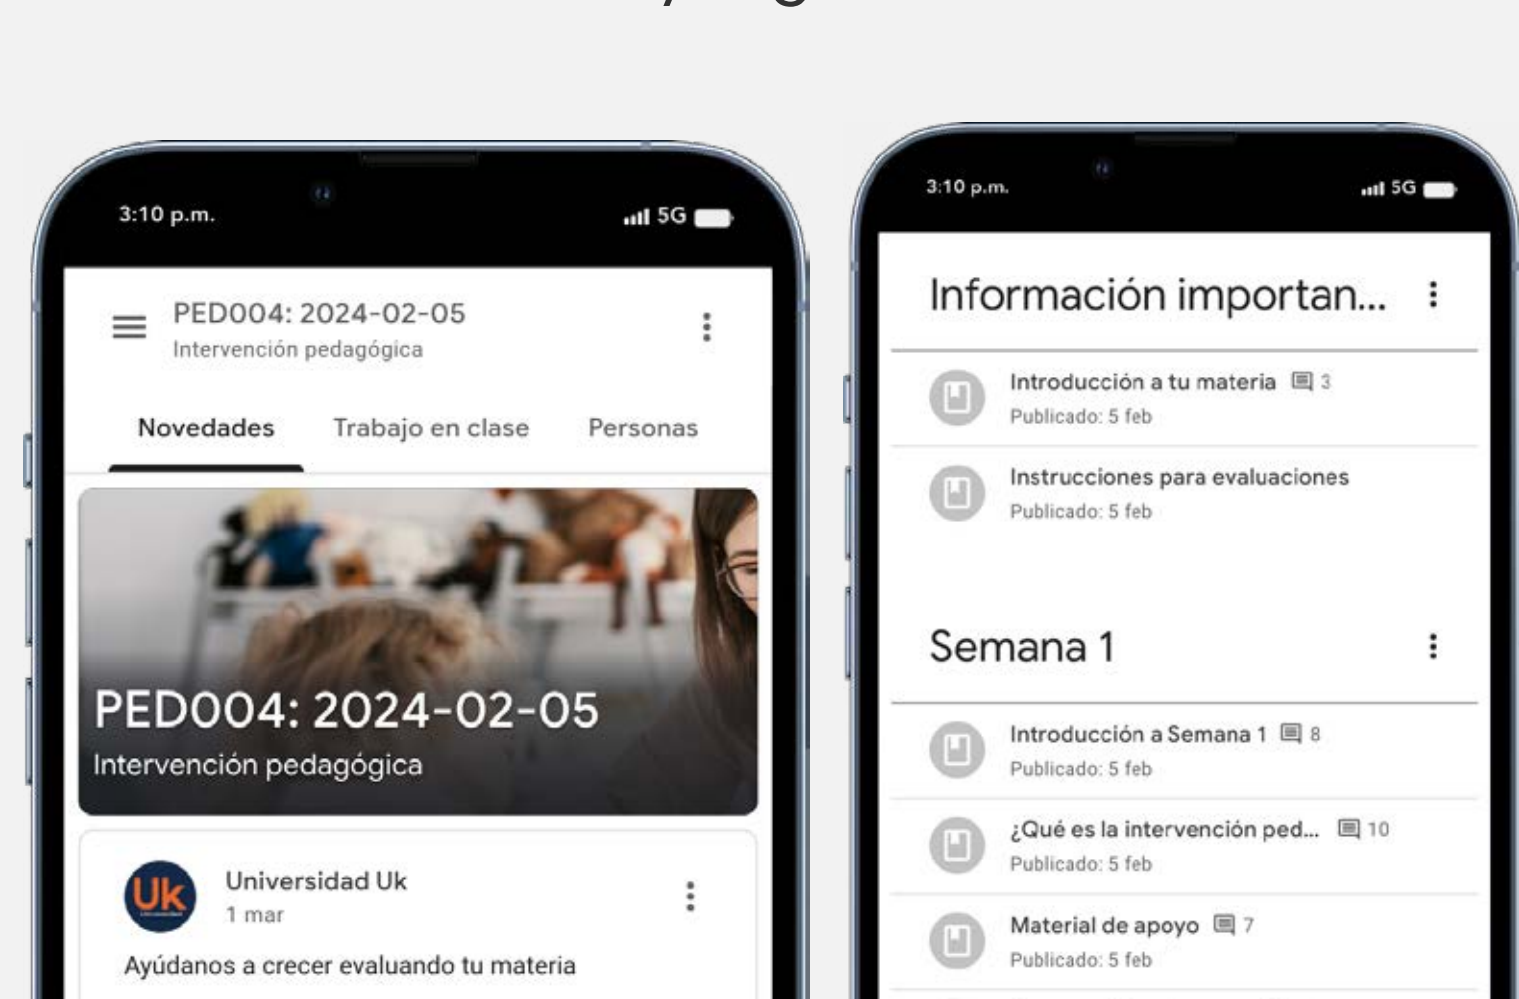 3:10 p.m.
5G
PED004: 2024-02-05
Intervención pedagógica
Novedades Trabajo en clase Personas
PED004: 2024-02-05
Intervención pedagógica
Uk
Universidad Uk
1 mar
Ayúdanos a crecer evaluando tu materia
3:10 p.m.
5G
Información importan...
Introducción a tu materia 3
Publicado: 5 feb
Instrucciones para evaluaciones
Publicado: 5 feb
Semana 1
Introducción a Semana 1 8
Publicado: 5 feb
¿Qué es la intervención ped... 10
Publicado: 5 feb
Material de apoyo 7
Publicado: 5 feb